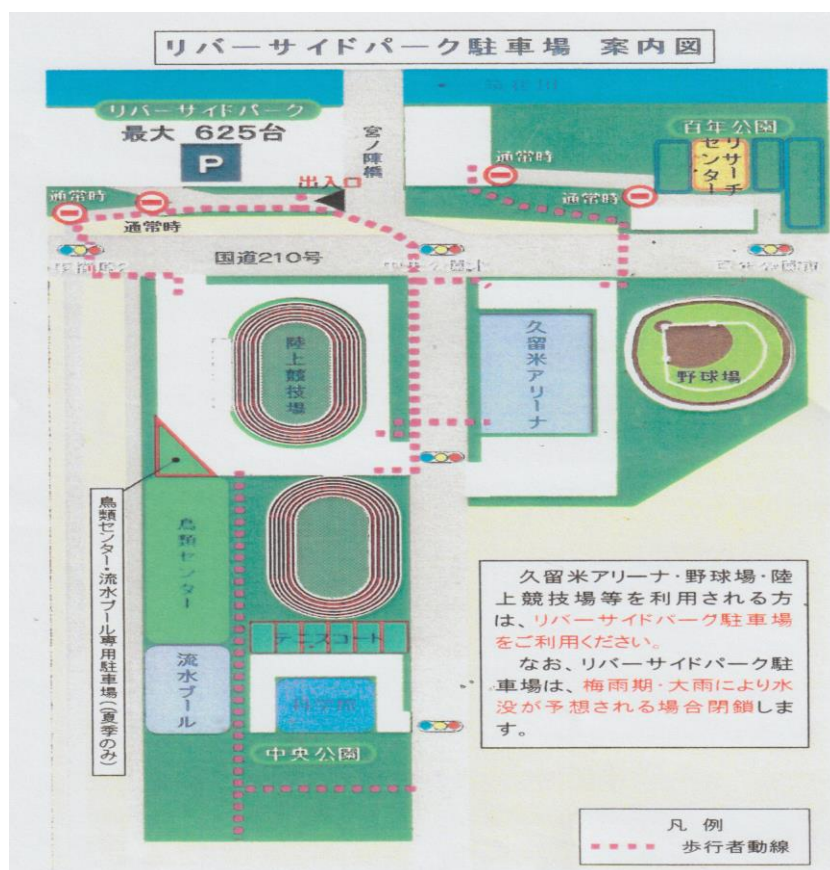 リバーサイドパーク駐車場 案内図
リバーサイドパーク
最大 625台
P
宮ノ陣橋
出入口
通常時
通常時
百年公園
リサーチ
センター
通常時
通常時
国道210号
陸上競技場
久留米アリーナ
野球場
鳥類センター・流水プール専用駐車場(夏季のみ)
鳥類センター
テニスコート
流水プール
中央公園
久留米アリーナ・野球場・陸
上競技場等を利用される方
は、リバーサイドパーク駐車場
をご利用ください。
なお、リバーサイドパーク駐
車場は、梅雨期・大雨により水
没が予想される場合閉鎖しま
す。
凡 例
歩行者動線